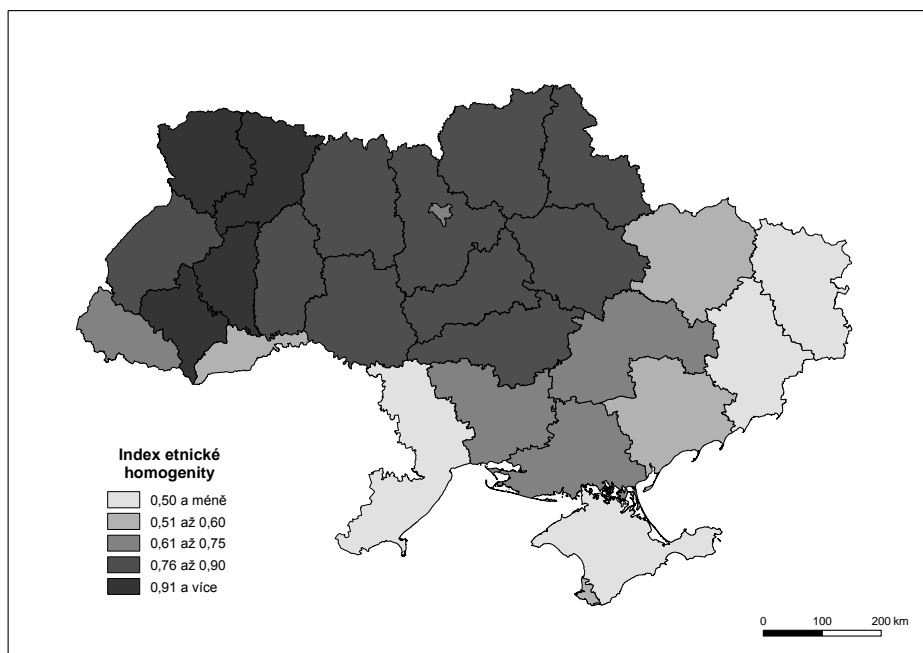 Index etnické
homogenity
0,50 a méně
0,51 až 0,60
0,61 až 0,75
0,76 až 0,90
0,91 a více
0 100 200 km